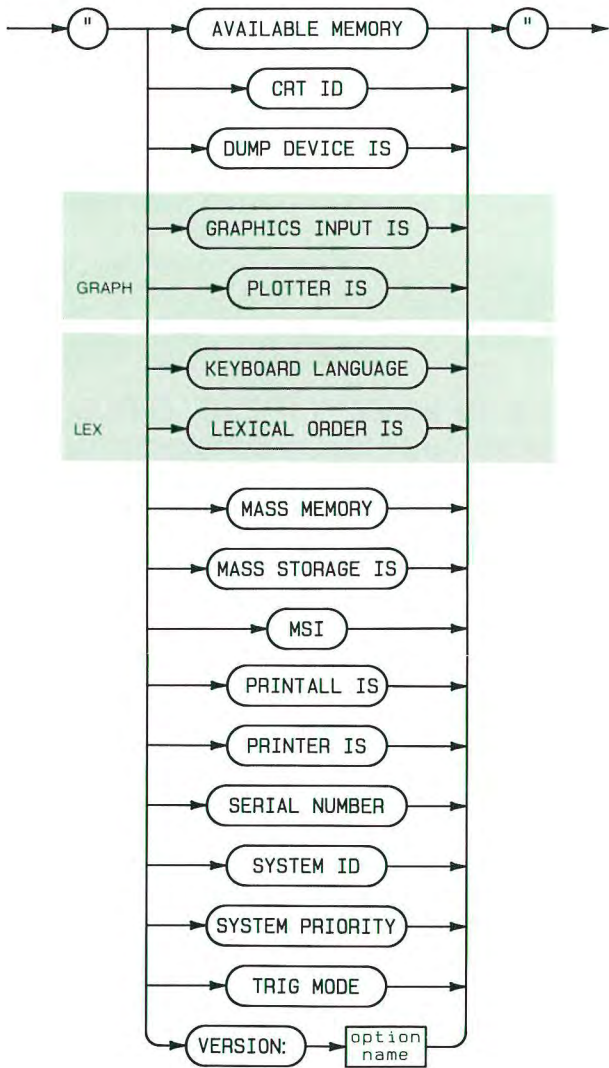 " AVAILABLE MEMORY "
CRT ID
DUMP DEVICE IS
GRAPHICS INPUT IS
GRAPH PLOTTER IS
KEYBOARD LANGUAGE
LEX LEXICAL ORDER IS
MASS MEMORY
MASS STORAGE IS
MSI
PRINTALL IS
PRINTER IS
SERIAL NUMBER
SYSTEM ID
SYSTEM PRIORITY
TRIG MODE
VERSION: option
name